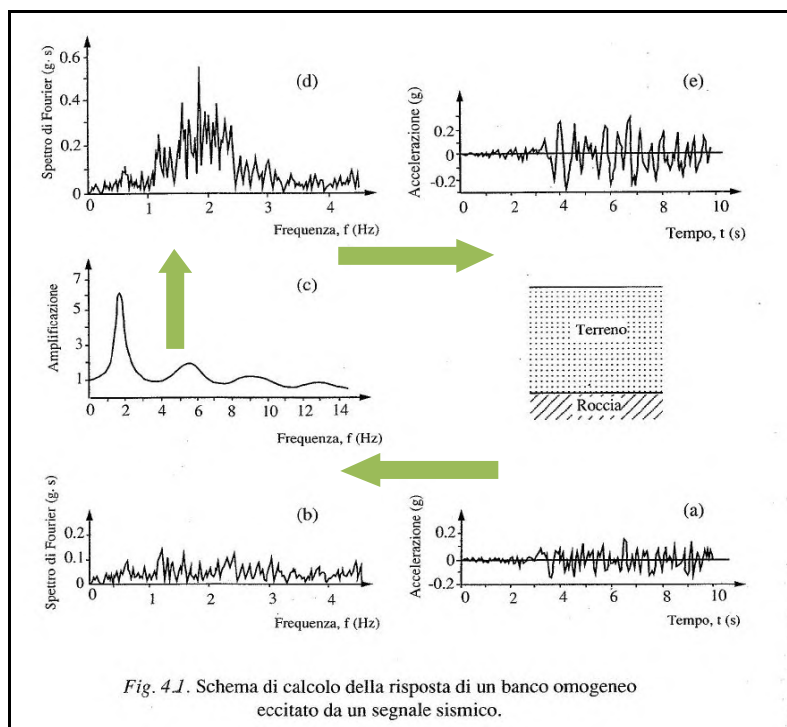 Spettro di Fourier (g· s)
0.6
0.4
0.2
0
(d)
0 1 2 3 4
Frequenza, f (Hz)
Accelerazione (g)
0.2
0
-0.2
(e)
0 2 4 6 8 10
Tempo, t (s)
Amplificazione
7
5
3
1
(c)
0 2 4 6 8 10 12 14
Frequenza, f (Hz)
Terreno
Roccia
Spettro di Fourier (g· s)
0.2
0.1
0
(b)
0 1 2 3 4
Frequenza, f (Hz)
Accelerazione (g)
0.2
0
-0.2
(a)
0 2 4 6 8 10
Tempo, t (s)
Fig. 4.1. Schema di calcolo della risposta di un banco omogeneo
eccitato da un segnale sismico.